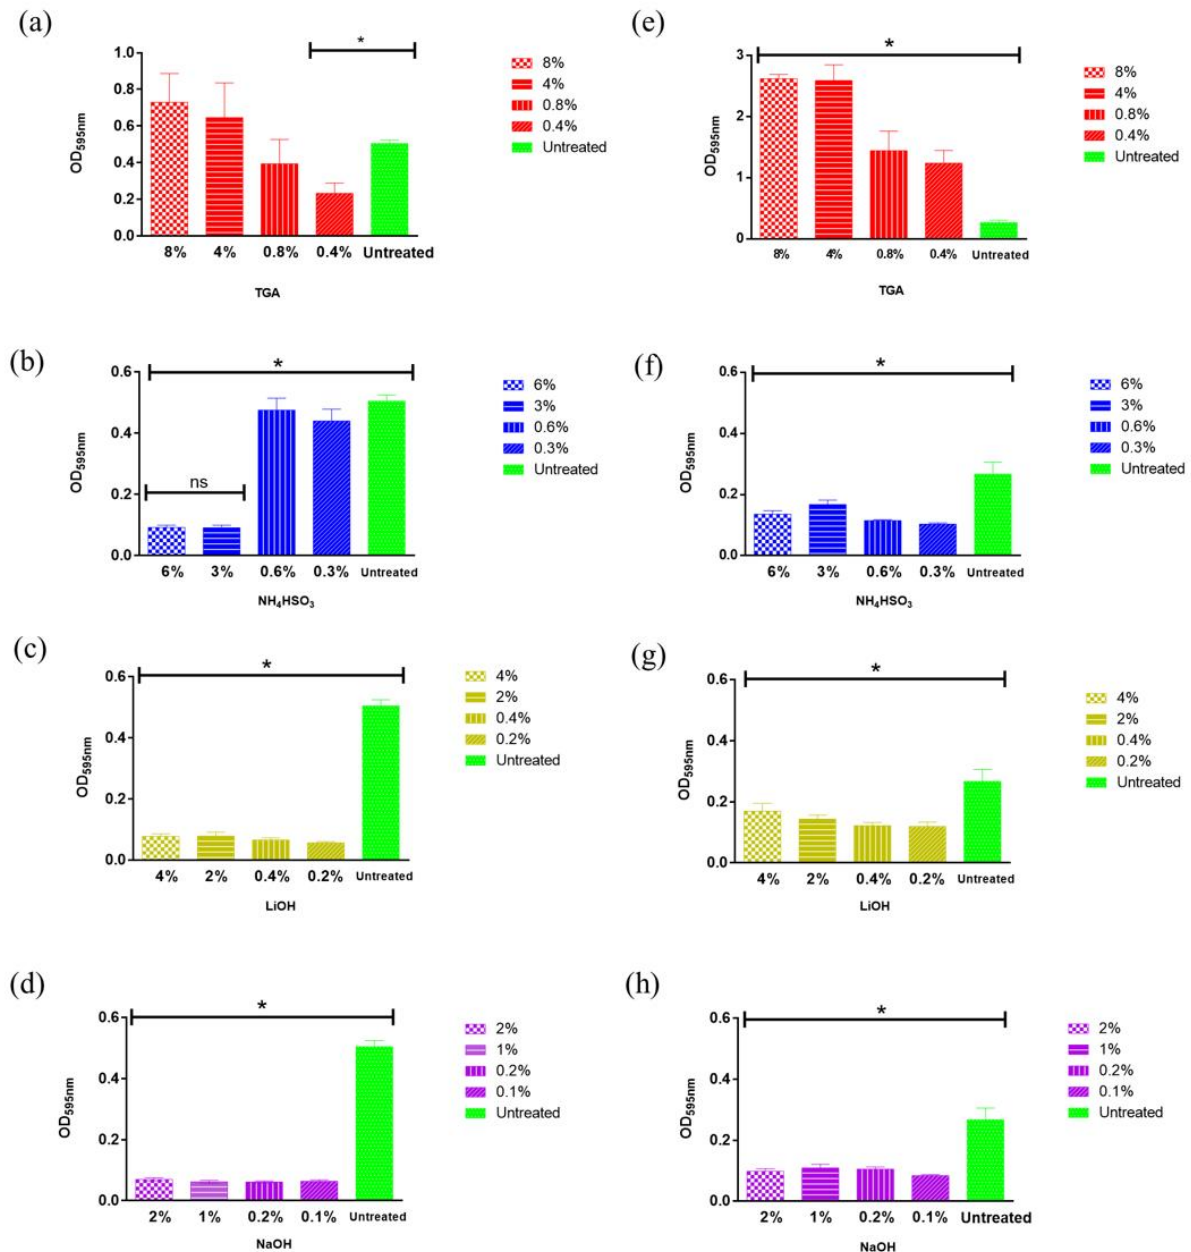 (a)
*
1.0
0.8
0.6
0.4
0.2
0.0
OD595nm
8%
4%
0.8%
0.4%
Untreated
TGA
8%
4%
0.8%
0.4%
Untreated
(e)
*
3
2
1
0
OD595nm
8%
4%
0.8%
0.4%
Untreated
TGA
8%
4%
0.8%
0.4%
Untreated
(b)
*
ns
0.6
0.4
0.2
0.0
OD595nm
6%
3%
0.6%
0.3%
Untreated
NH4HSO3
6%
3%
0.6%
0.3%
Untreated
(f)
*
0.6
0.4
0.2
0.0
OD595nm
6%
3%
0.6%
0.3%
Untreated
NH4HSO3
6%
3%
0.6%
0.3%
Untreated
(c)
*
0.6
0.4
0.2
0.0
OD595nm
4%
2%
0.4%
0.2%
Untreated
LiOH
4%
2%
0.4%
0.2%
Untreated
(g)
*
0.6
0.4
0.2
0.0
OD595nm
4%
2%
0.4%
0.2%
Untreated
LiOH
4%
2%
0.4%
0.2%
Untreated
(d)
*
0.6
0.4
0.2
0.0
OD595nm
2%
1%
0.2%
0.1%
Untreated
NaOH
2%
1%
0.2%
0.1%
Untreated
(h)
*
0.6
0.4
0.2
0.0
OD595nm
2%
1%
0.2%
0.1%
Untreated
NaOH
2%
1%
0.2%
0.1%
Untreated